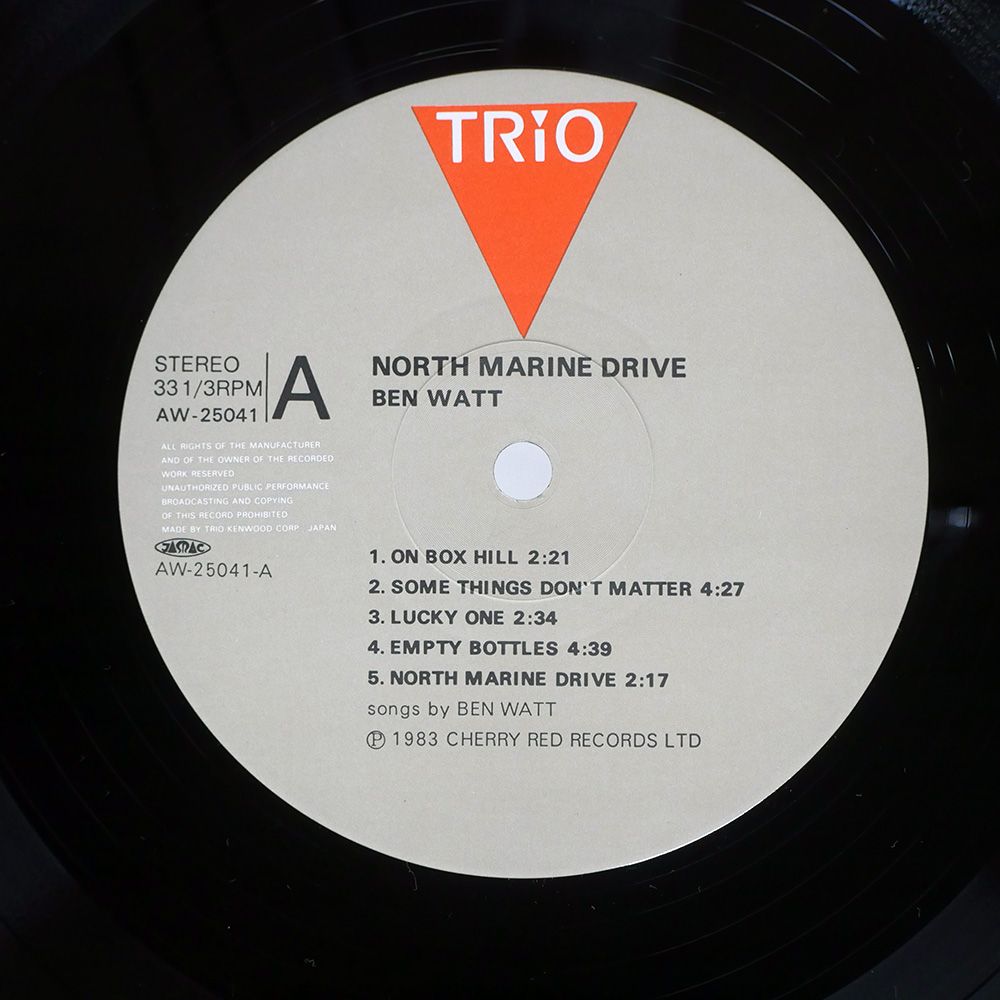 TRiO
STEREO
33 1/3RPM
AW-25041
A
NORTH MARINE DRIVE
BEN WATT
ALL RIGHTS OF THE MANUFACTURER
AND OF THE OWNER OF THE RECORDED
WORK RESERVED
UNAUTHORIZED PUBLIC PERFORMANCE
BROADCASTING AND COPYING
OF THIS RECORD PROHIBITED
MADE BY TRIO-KENWOOD CORP. JAPAN
JASRAC
AW-25041-A
1. ON BOX HILL 2:21
2. SOME THINGS DON'T MATTER 4:27
3. LUCKY ONE 2:34
4. EMPTY BOTTLES 4:39
5. NORTH MARINE DRIVE 2:17
songs by BEN WATT
℗ 1983 CHERRY RED RECORDS LTD